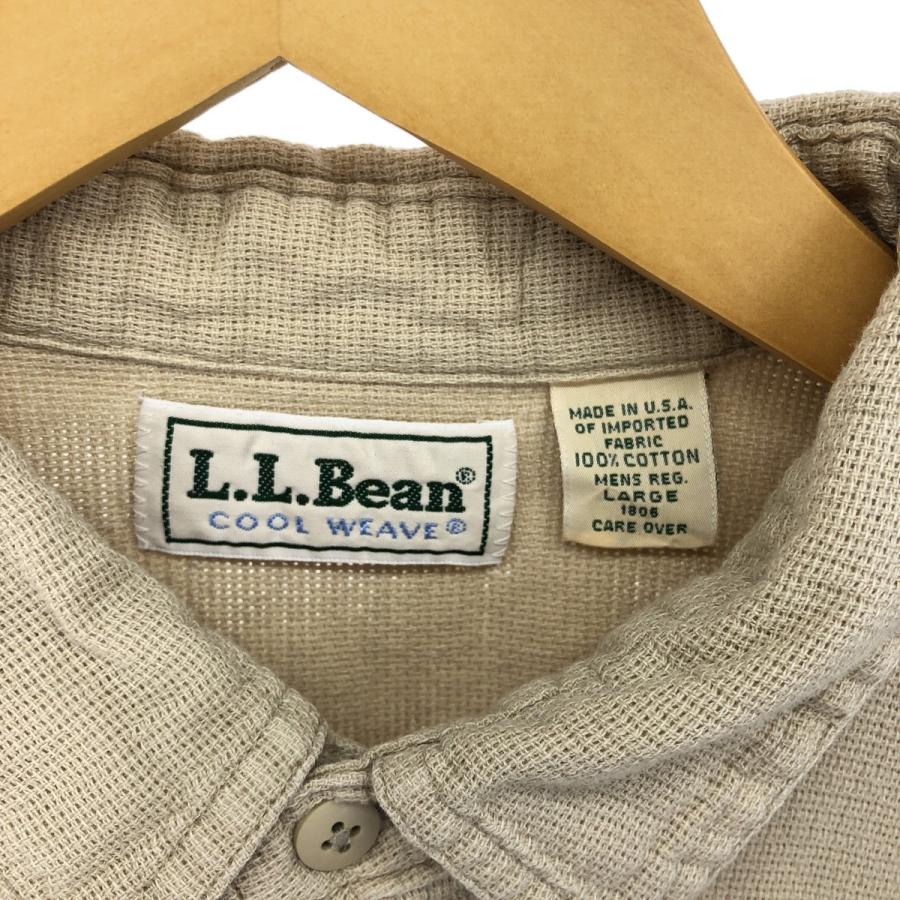 L.L.Bean®
COOL WEAVE®
MADE IN U.S.A.
OF IMPORTED
FABRIC
100% COTTON
MENS REG.
LARGE
1806
CARE OVER